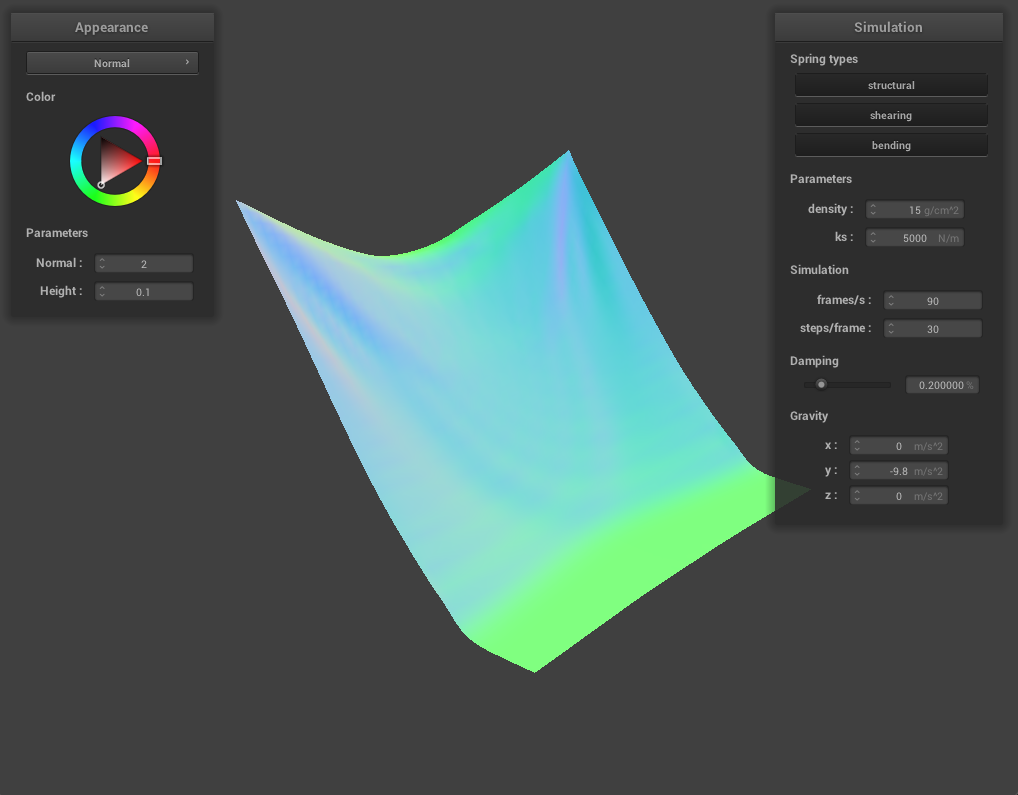 Appearance
Normal
Color
Parameters
Normal : 2
Height : 0.1
Simulation
Spring types
structural
shearing
bending
Parameters
density : 15 g/cm^2
ks : 5000 N/m
Simulation
frames/s : 90
steps/frame : 30
Damping
0.200000 %
Gravity
x : 0 m/s^2
y : -9.8 m/s^2
z : 0 m/s^2